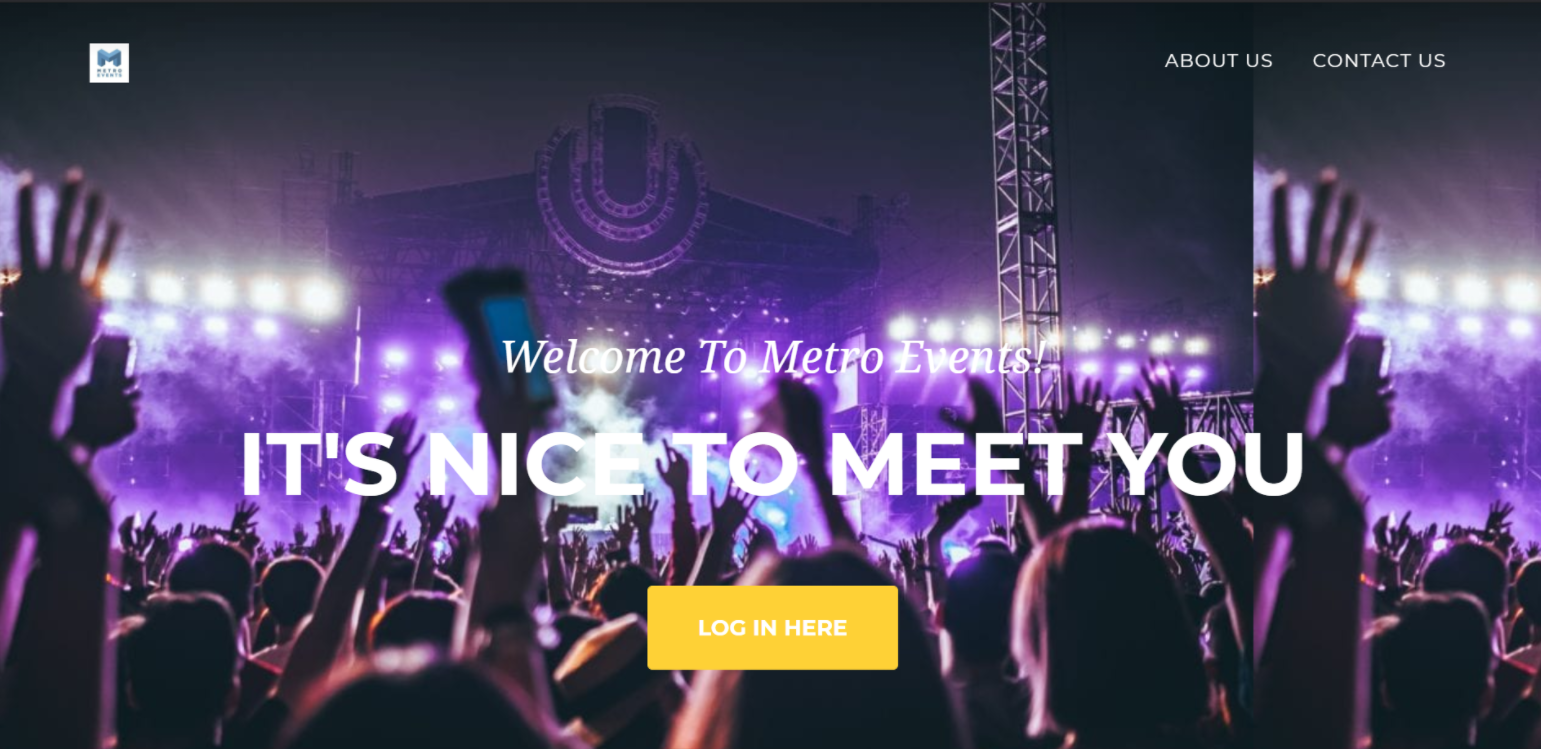 METRO
EVENTS
ABOUT US CONTACT US
Welcome To Metro Events!
IT'S NICE TO MEET YOU
LOG IN HERE